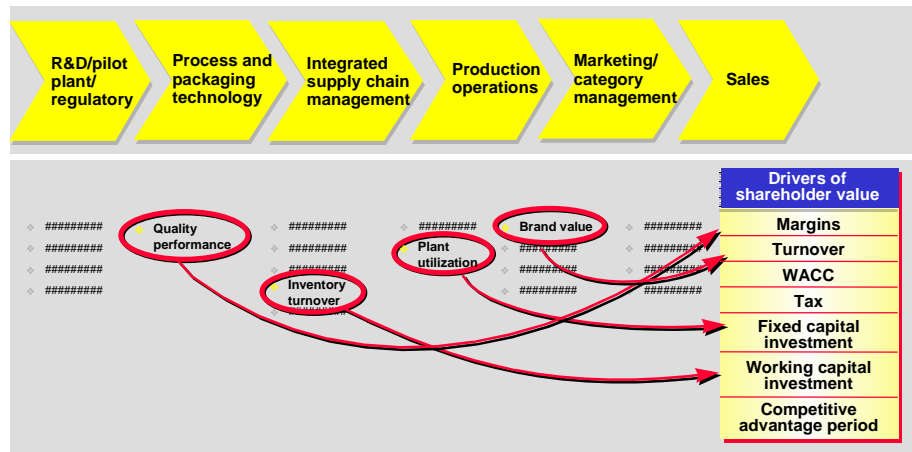 R&D/pilot
plant/
regulatory
Process and
packaging
technology
Integrated
supply chain
management
Production
operations
Marketing/
category
management
Sales
#########
#########
#########
#########
Quality
performance
#########
#########
#########
Inventory
turnover
#########
#########
Plant
utilization
Brand value
#########
#########
#########
#########
#########
#########
#########
Drivers of
shareholder value
Margins
Turnover
WACC
Tax
Fixed capital
investment
Working capital
investment
Competitive
advantage period